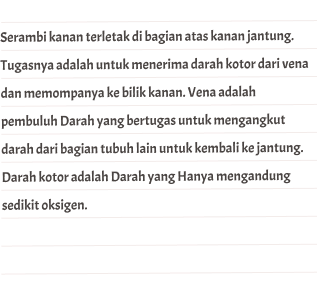 Serambi kanan terletak di bagian atas kanan jantung.
Tugasnya adalah untuk menerima darah kotor dari vena
dan memompanya ke bilik kanan. Vena adalah
pembuluh Darah yang bertugas untuk mengangkut
darah dari bagian tubuh lain untuk kembali ke jantung.
Darah kotor adalah Darah yang Hanya mengandung
sedikit oksigen.